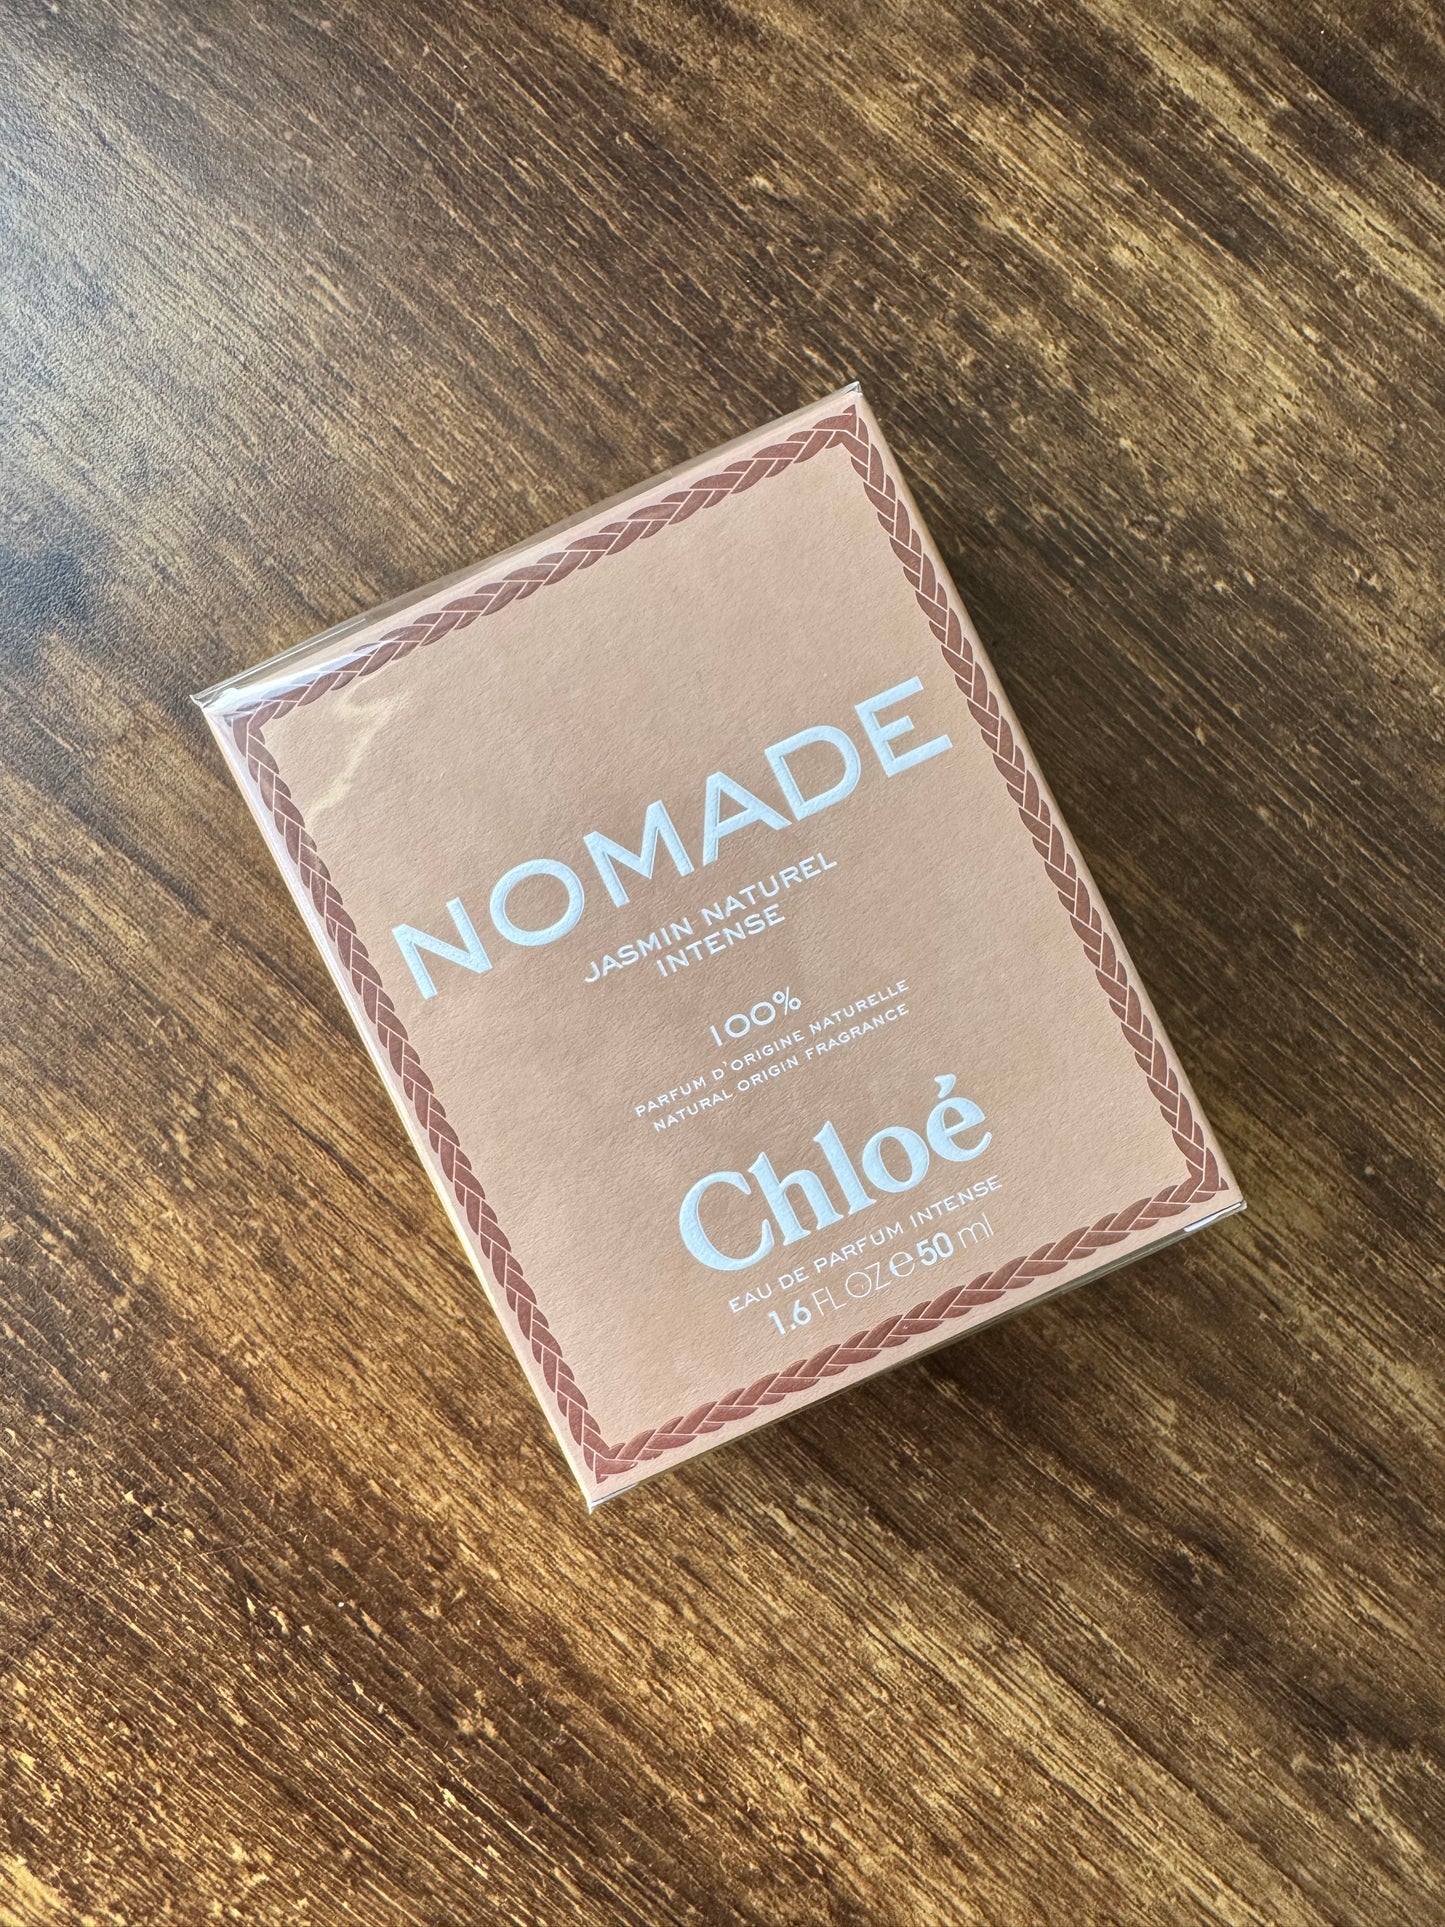 NOMADE
JASMIN NATUREL
INTENSE
100%
PARFUM D'ORIGINE NATURELLE
NATURAL ORIGIN FRAGRANCE
Chloé
EAU DE PARFUM INTENSE
1.6 FL OZ e 50 ml